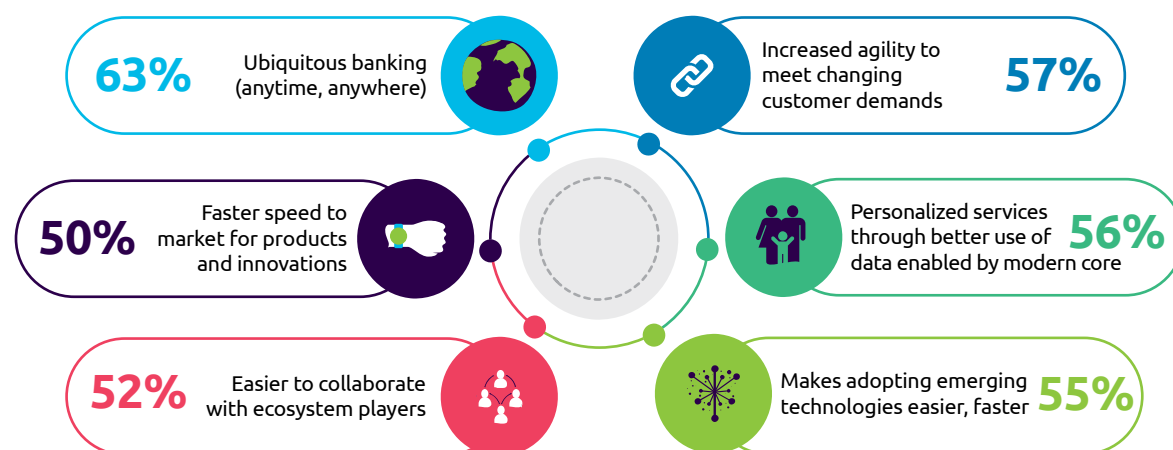 63%
Ubiquitous banking
(anytime, anywhere)
Increased agility to
meet changing
customer demands
57%
50%
Faster speed to
market for products
and innovations
Personalized services
through better use of
data enabled by modern core
56%
52%
Easier to collaborate
with ecosystem players
Makes adopting emerging
technologies easier, faster
55%